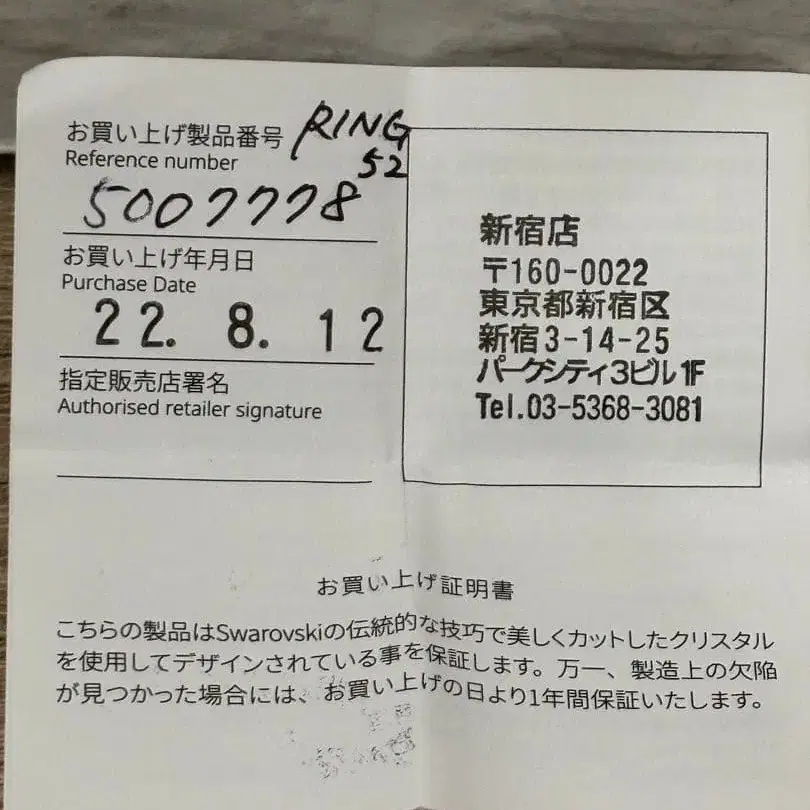 お買い上げ製品番号 RING
Reference number 52
5007778
お買い上げ年月日
Purchase Date
22. 8. 12
指定販売店署名
Authorised retailer signature
新宿店
〒160-0022
東京都新宿区
新宿3-14-25
パークシティ3ビル1F
Tel.03-5368-3081
お買い上げ証明書
こちらの製品はSwarovskiの伝統的な技巧で美しくカットしたクリスタル
を使用してデザインされている事を保証します。万一、製造上の欠陥
が見つかった場合には、お買い上げの日より1年間保証いたします。